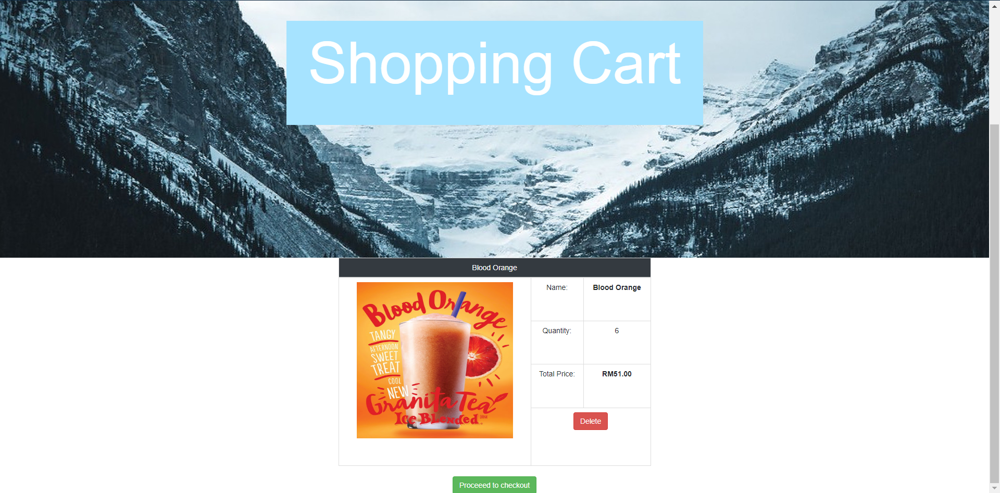 Shopping Cart
Blood Orange
Blood Orange
TANGY
AFTERNOON
SWEET
TREAT
COOL
NEW
Granita Tea
Ice Blended
DRINK
Name:
Blood Orange
Quantity:
6
Total Price:
RM51.00
Delete
Proceeed to checkout